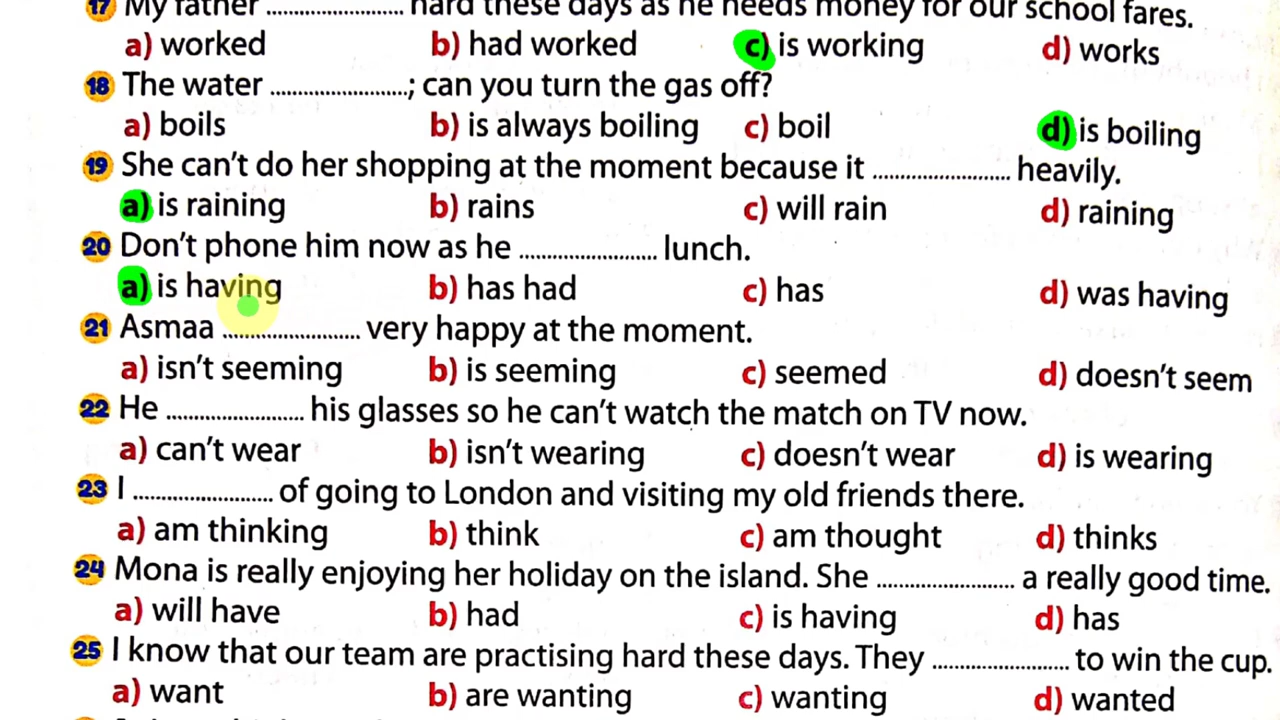 17 My father ........................ hard these days as he needs money for our school fares.
a) worked b) had worked c) is working d) works
18 The water ........................; can you turn the gas off?
a) boils b) is always boiling c) boil d) is boiling
19 She can't do her shopping at the moment because it ........................ heavily.
a) is raining b) rains c) will rain d) raining
20 Don't phone him now as he ........................ lunch.
a) is having b) has had c) has d) was having
21 Asmaa ........................ very happy at the moment.
a) isn't seeming b) is seeming c) seemed d) doesn't seem
22 He ........................ his glasses so he can't watch the match on TV now.
a) can't wear b) isn't wearing c) doesn't wear d) is wearing
23 I ........................ of going to London and visiting my old friends there.
a) am thinking b) think c) am thought d) thinks
24 Mona is really enjoying her holiday on the island. She ........................ a really good time.
a) will have b) had c) is having d) has
25 I know that our team are practising hard these days. They ........................ to win the cup.
a) want b) are wanting c) wanting d) wanted